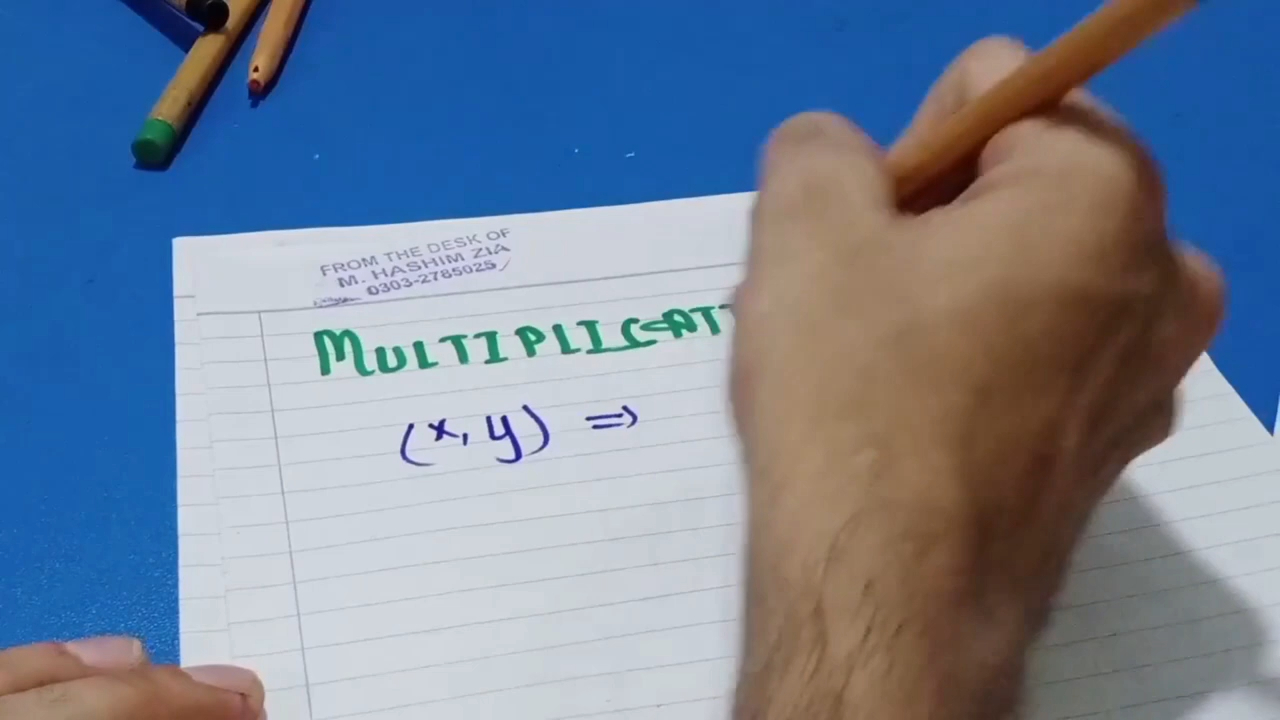 FROM THE DESK OF
M. HASHIM ZIA
0303-2785025
MULTIPLICAT
(x, y) ⇒